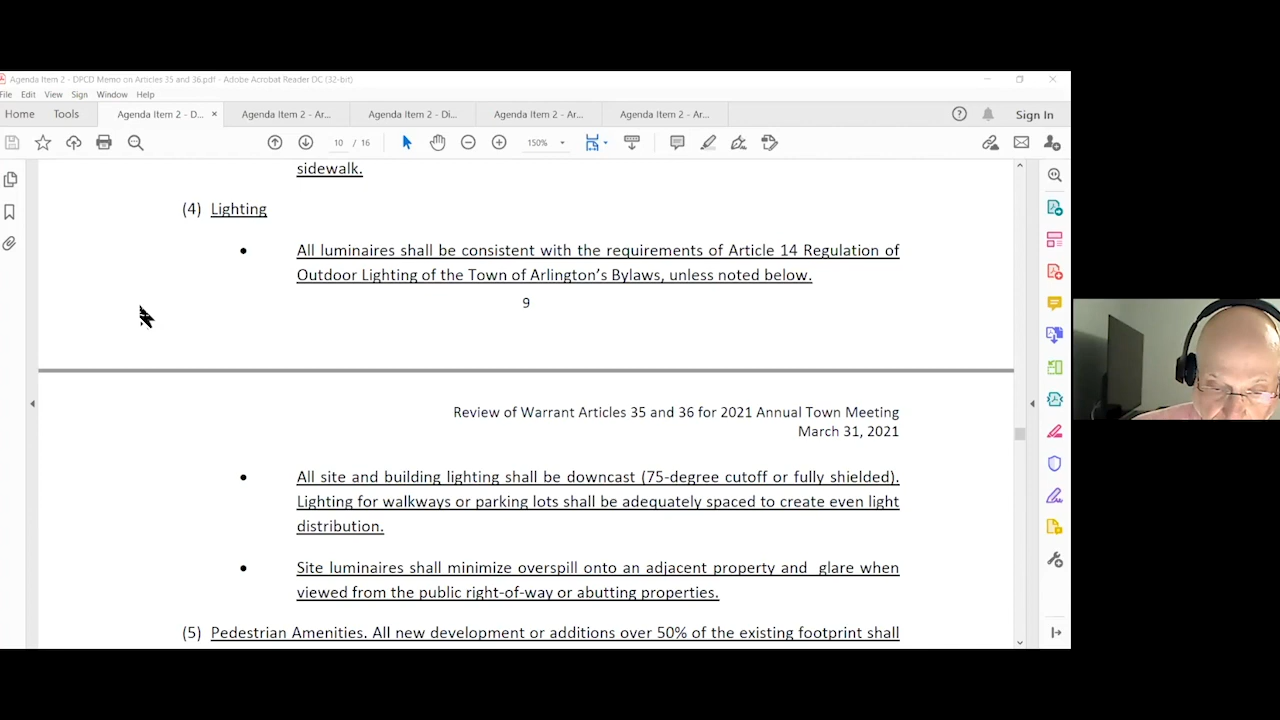 Agenda Item 2 - DPCD Memo on Articles 35 and 36.pdf - Adobe Acrobat Reader DC (32-bit)
File Edit View Sign Window Help
Home Tools Agenda Item 2 - D... × Agenda Item 2 - Ar... Agenda Item 2 - Di... Agenda Item 2 - Ar... Agenda Item 2 - Ar... Sign In
10 / 16 150%
sidewalk.
(4) Lighting
• All luminaires shall be consistent with the requirements of Article 14 Regulation of
Outdoor Lighting of the Town of Arlington's Bylaws, unless noted below.
9
Review of Warrant Articles 35 and 36 for 2021 Annual Town Meeting
March 31, 2021
• All site and building lighting shall be downcast (75-degree cutoff or fully shielded).
Lighting for walkways or parking lots shall be adequately spaced to create even light
distribution.
• Site luminaires shall minimize overspill onto an adjacent property and glare when
viewed from the public right-of-way or abutting properties.
(5) Pedestrian Amenities. All new development or additions over 50% of the existing footprint shall